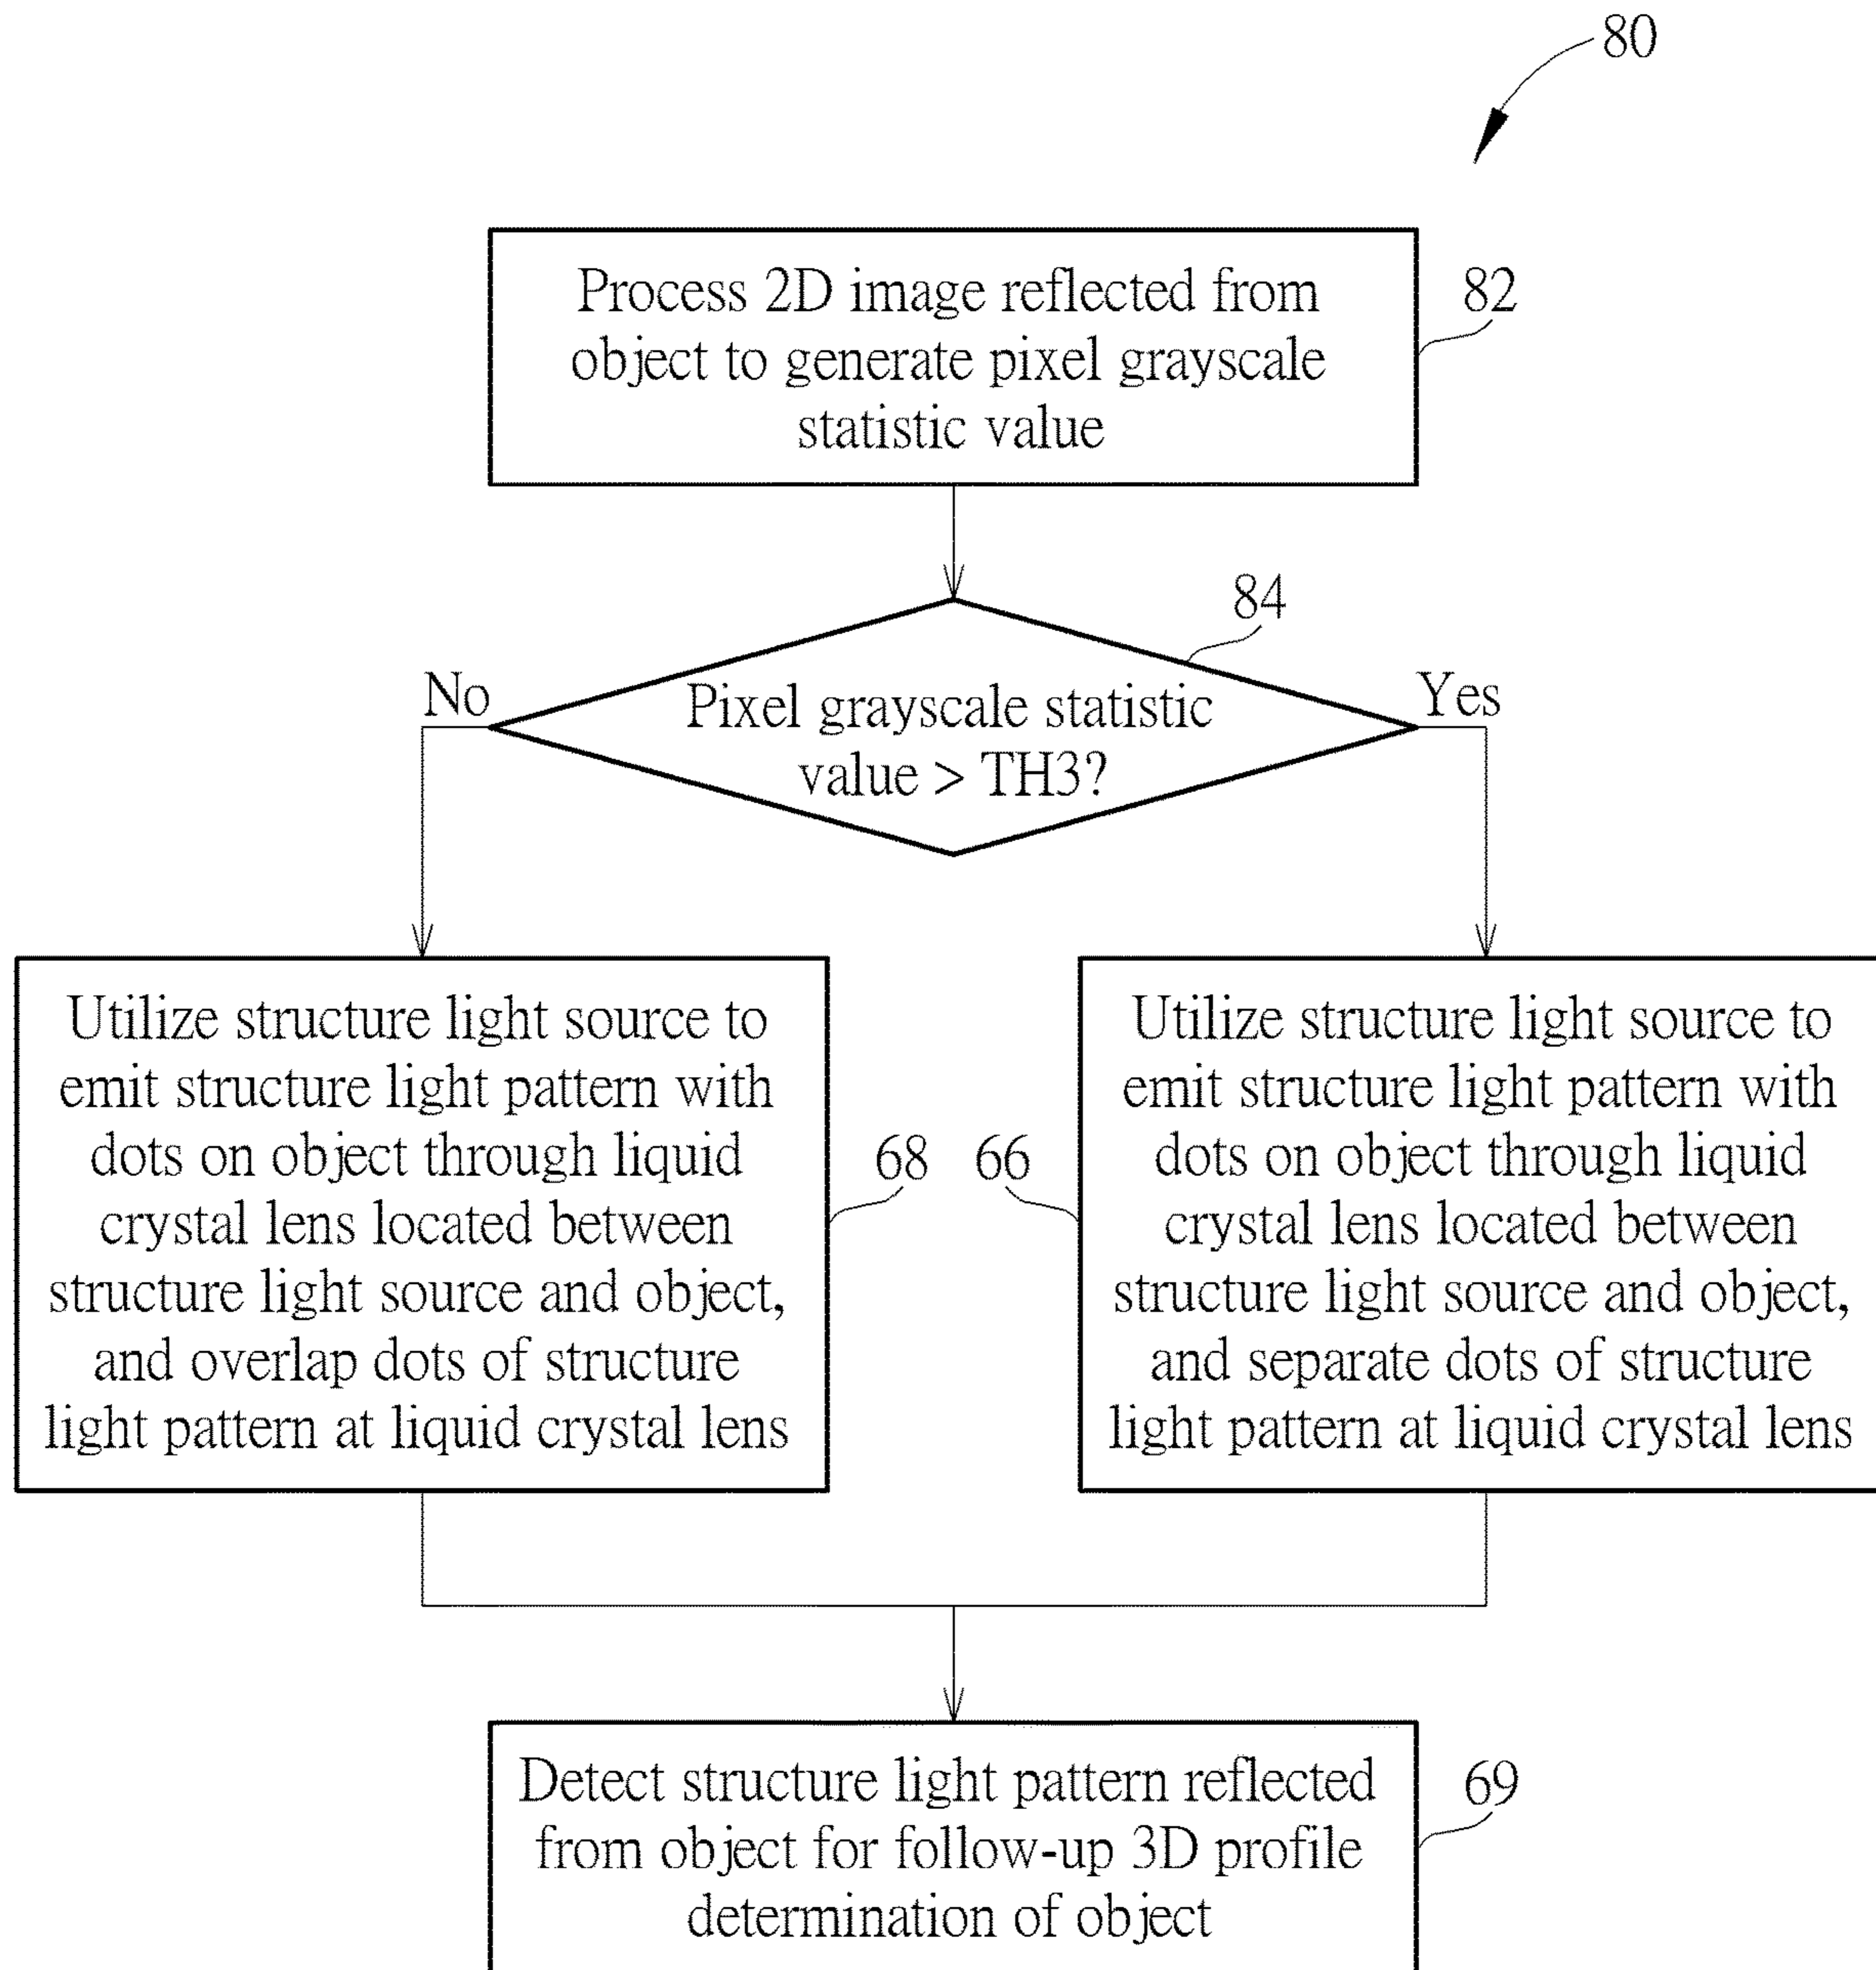 80
Process 2D image reflected from
object to generate pixel grayscale
statistic value
82
84
No
Yes
Pixel grayscale statistic
value > TH3?
Utilize structure light source to
emit structure light pattern with
dots on object through liquid
crystal lens located between
structure light source and object,
and overlap dots of structure
light pattern at liquid crystal lens
68
66
Utilize structure light source to
emit structure light pattern with
dots on object through liquid
crystal lens located between
structure light source and object,
and separate dots of structure
light pattern at liquid crystal lens
Detect structure light pattern reflected
from object for follow-up 3D profile
determination of object
69